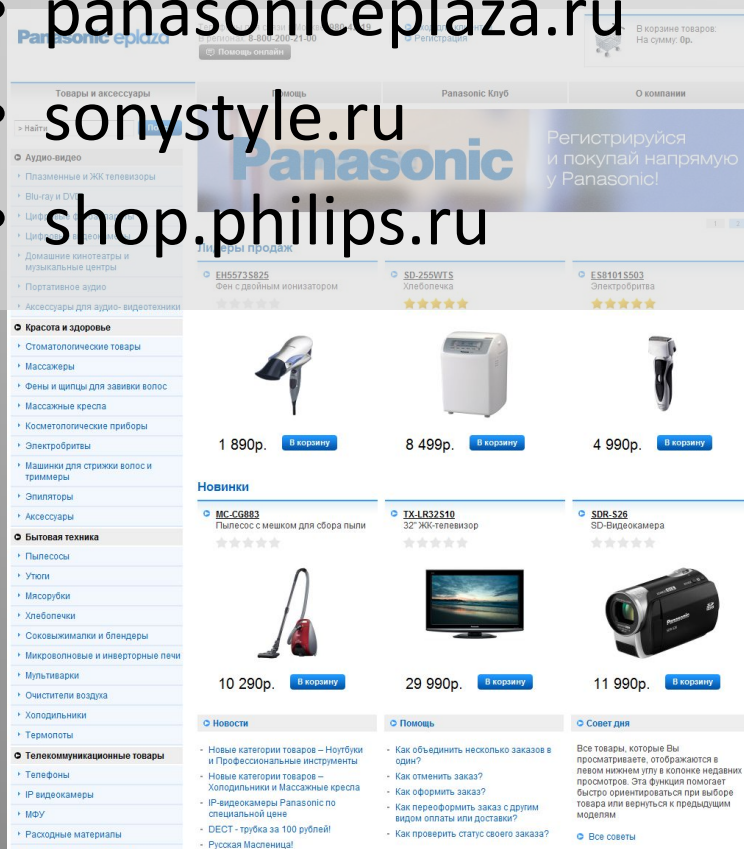 • panasoniceplaza.ru
• sonystyle.ru
• shop.philips.ru
Panasonic eplaza
8-800-200-21-00
Помощь онлайн
Регистрация
В корзине товаров:
На сумму: 0р.
Товары и аксессуары
Помощь
Panasonic Клуб
О компании
> Найти
Panasonic
Регистрируйся
и покупай напрямую
у Panasonic!
1 2
Аудио-видео
Плазменные и ЖК телевизоры
Blu-ray и DVD
Домашние кинотеатры и
музыкальные центры
Портативное аудио
Аксессуары для аудио- видеотехники
Красота и здоровье
Стоматологические товары
Массажеры
Фены и щипцы для завивки волос
Массажные кресла
Косметологические приборы
Электробритвы
Машинки для стрижки волос и
триммеры
Эпиляторы
Аксессуары
Бытовая техника
Пылесосы
Утюги
Мясорубки
Хлебопечки
Соковыжималки и блендеры
Микроволновые и инверторные печи
Мультиварки
Очистители воздуха
Холодильники
Термопоты
Телекоммуникационные товары
Телефоны
IP видеокамеры
МФУ
Расходные материалы
Лидеры продаж
EH5573S825
Фен с двойным ионизатором
1 890р.
В корзину
SD-255WTS
Хлебопечка
8 499р.
В корзину
ES8101S503
Электробритва
4 990р.
В корзину
Новинки
MC-CG883
Пылесос с мешком для сбора пыли
10 290р.
В корзину
TX-LR32S10
32" ЖК-телевизор
29 990р.
В корзину
SDR-S26
SD-Видеокамера
Panasonic
11 990р.
В корзину
Новости
- Новые категории товаров – Ноутбуки
и Профессиональные инструменты
- Новые категории товаров –
Холодильники и Массажные кресла
- IP-видеокамеры Panasonic по
специальной цене
- DECT - трубка за 100 рублей!
- Русская Масленица!
Помощь
- Как объединить несколько заказов в
один?
- Как отменить заказ?
- Как оформить заказ?
- Как переоформить заказ с другим
видом оплаты или доставки?
- Как проверить статус своего заказа?
Совет дня
Все товары, которые Вы
просматриваете, отображаются в
левом нижнем углу в колонке недавних
просмотров. Эта функция помогает
быстро ориентироваться при выборе
товара или вернуться к предыдущим
моделям
Все советы